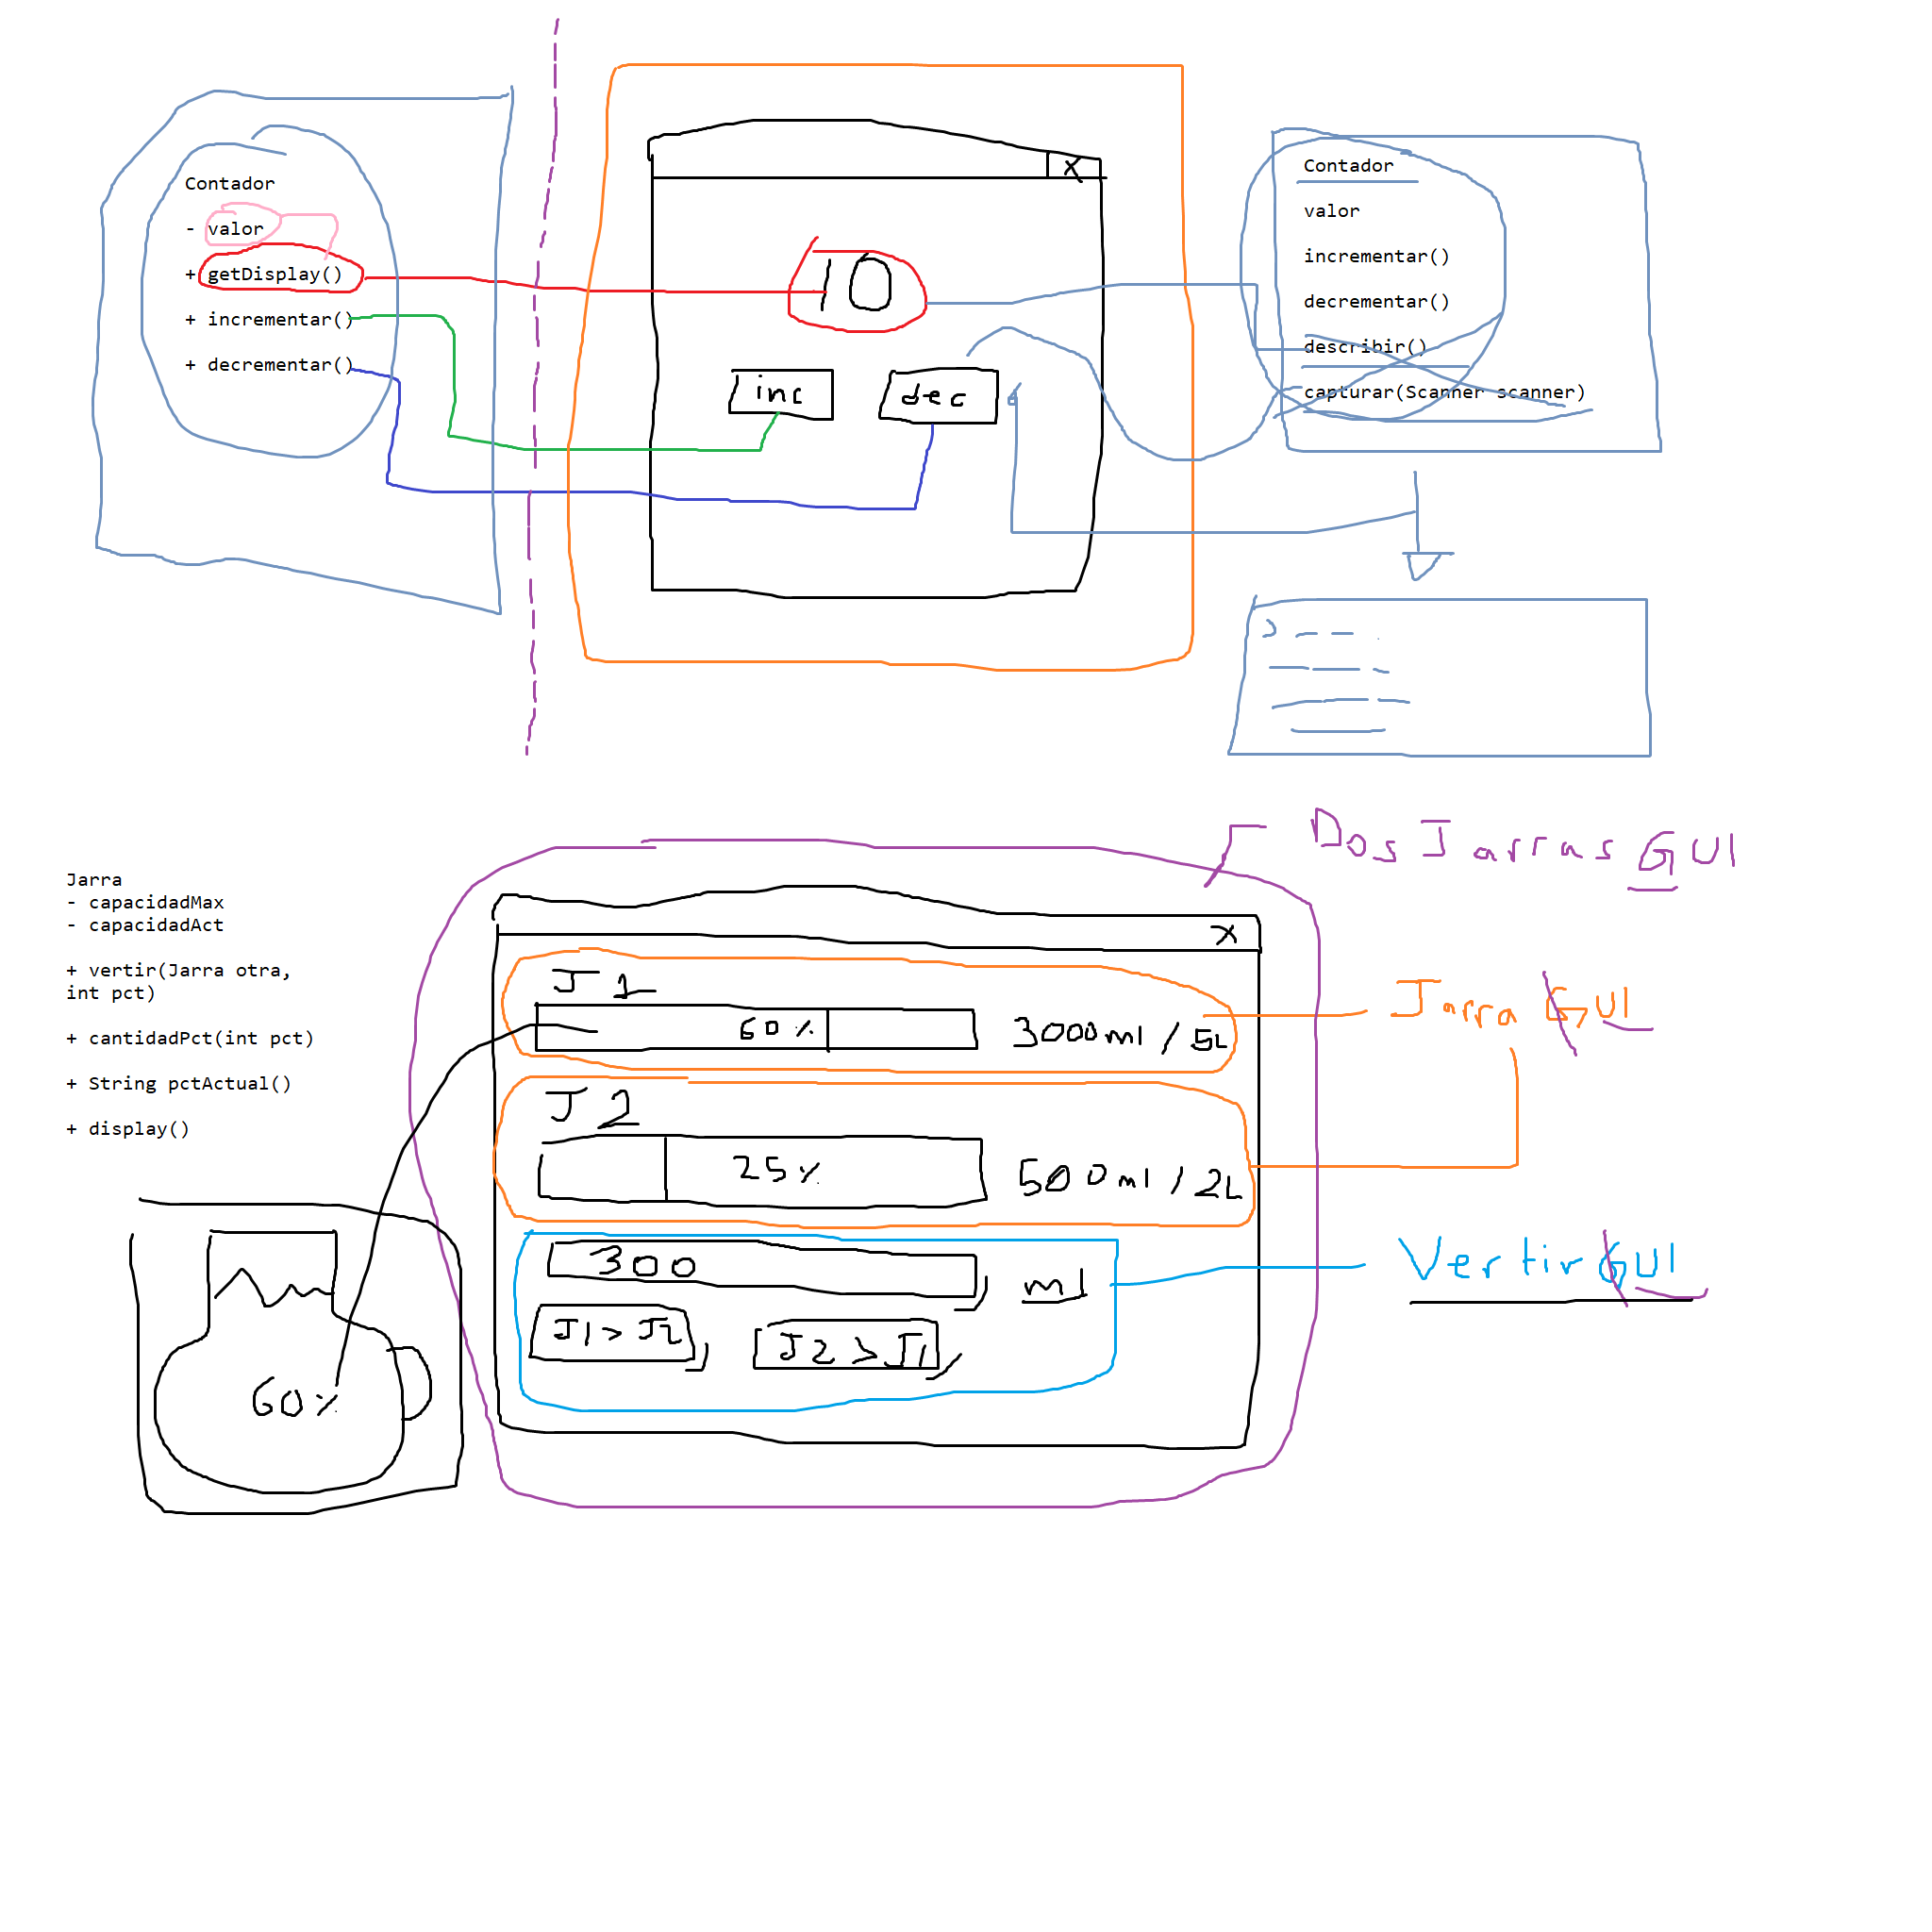 Contador
- valor
+ getDisplay()
+ incrementar()
+ decrementar()
X
10
inc
dec
Contador
valor
incrementar()
decrementar()
describir()
capturar(Scanner scanner)
Dos Jarras GUI
Jarra
- capacidadMax
- capacidadAct
+ vertir(Jarra otra,
int pct)
+ cantidadPct(int pct)
+ String pctActual()
+ display()
60%
X
J1
60% 3000ml / 5L
J2
25% 500ml / 2L
300 ml
J1 > J2
J2 > J1
Jarra GUI
Vertir GUI